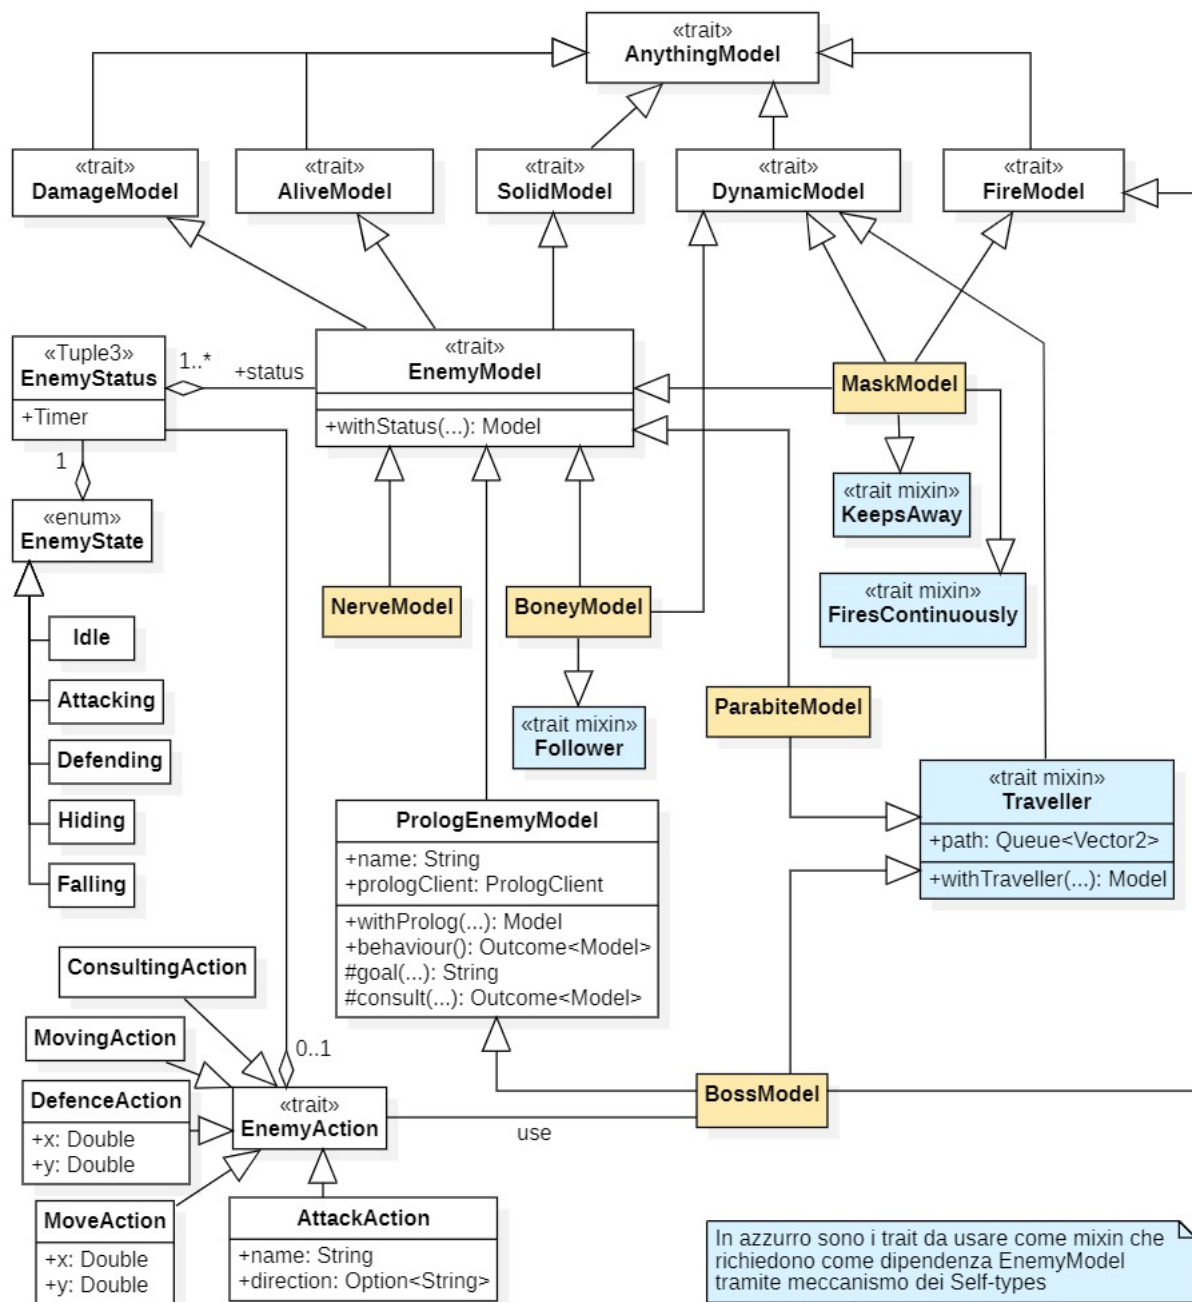 «trait»
AnythingModel
«trait»
DamageModel
«trait»
AliveModel
«trait»
SolidModel
«trait»
DynamicModel
«trait»
FireModel
«Tuple3»
EnemyStatus
+Timer
1..*
+status
«trait»
EnemyModel
+withStatus(...): Model
MaskModel
1
«enum»
EnemyState
«trait mixin»
KeepsAway
«trait mixin»
FiresContinuously
NerveModel
BoneyModel
Idle
Attacking
Defending
Hiding
Falling
«trait mixin»
Follower
ParabiteModel
«trait mixin»
Traveller
+path: Queue<Vector2>
+withTraveller(...): Model
PrologEnemyModel
+name: String
+prologClient: PrologClient
+withProlog(...): Model
+behaviour(): Outcome<Model>
#goal(...): String
#consult(...): Outcome<Model>
ConsultingAction
MovingAction
0..1
DefenceAction
+x: Double
+y: Double
«trait»
EnemyAction
use
BossModel
MoveAction
+x: Double
+y: Double
AttackAction
+name: String
+direction: Option<String>
In azzurro sono i trait da usare come mixin che
richiedono come dipendenza EnemyModel
tramite meccanismo dei Self-types